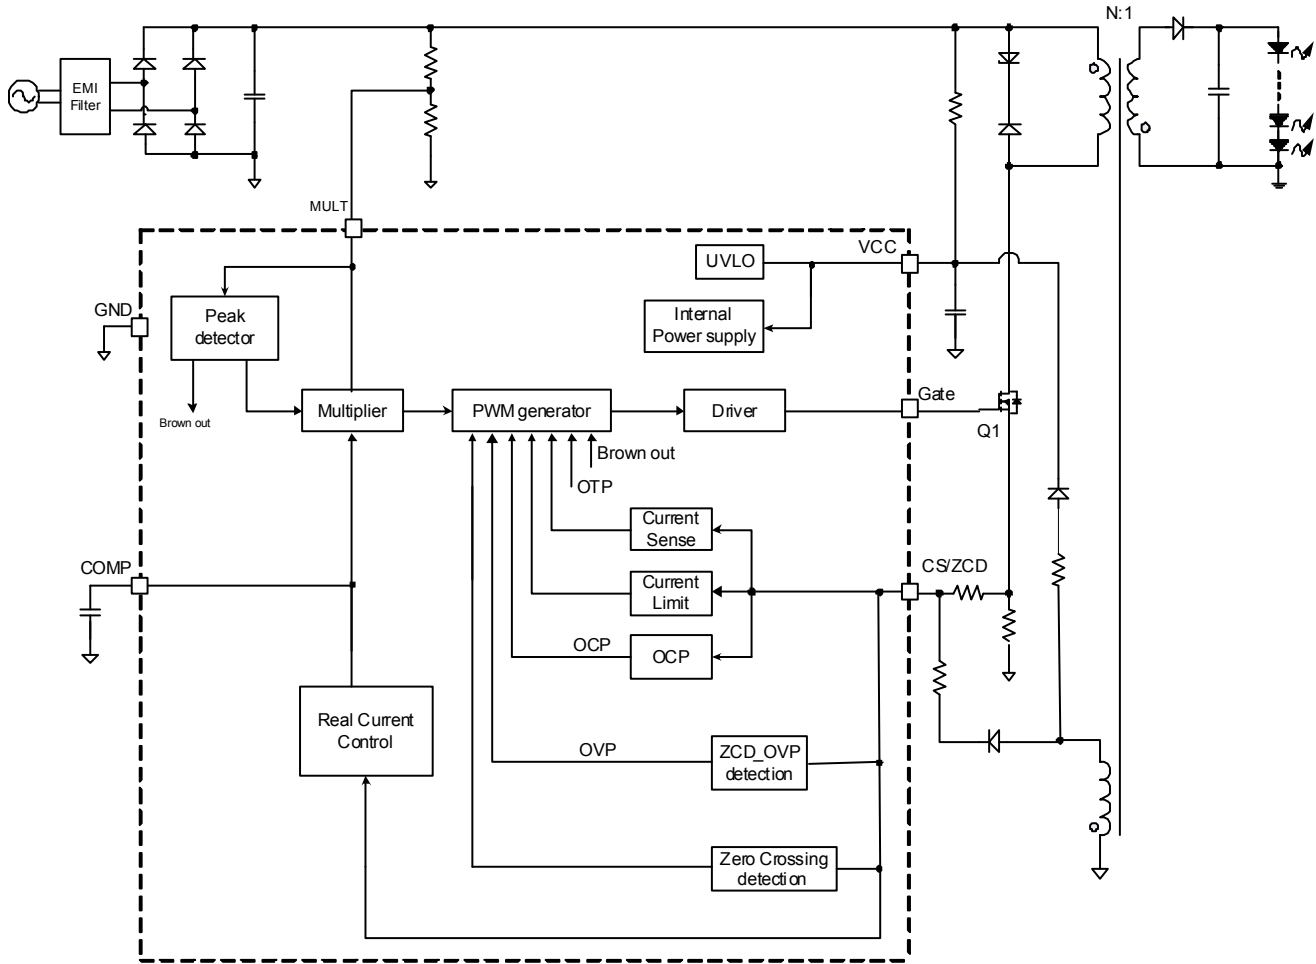 N:1
EMI
Filter
MULT
VCC
UVLO
GND
Peak
detector
Internal
Power supply
Brown out
Multiplier
PWM generator
Driver
Gate
Q1
Brown out
OTP
Current
Sense
COMP
CS/ZCD
Current
Limit
OCP
OCP
Real Current
Control
OVP
ZCD_OVP
detection
Zero Crossing
detection